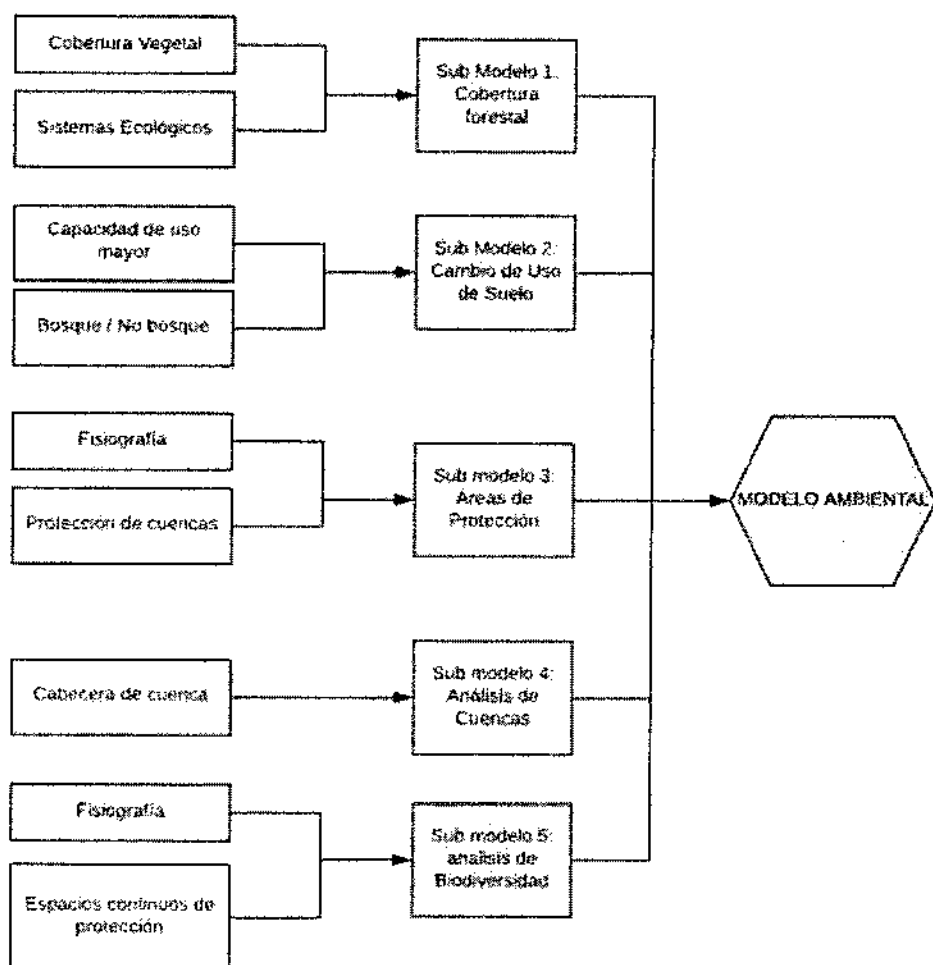 Cobertura Vegetal
Sistemas Ecológicos
Sub Modelo 1:
Cobertura
forestal
Capacidad de uso
mayor
Bosque / No bosque
Sub Modelo 2:
Cambio de Uso
de Suelo
Fisiografía
Protección de cuencas
Sub modelo 3:
Áreas de
Protección
MODELO AMBIENTAL
Cabecera de cuenca
Sub modelo 4:
Análisis de
Cuencas
Fisiografía
Espacios continuos de
protección
Sub modelo 5:
análisis de
Biodiversidad